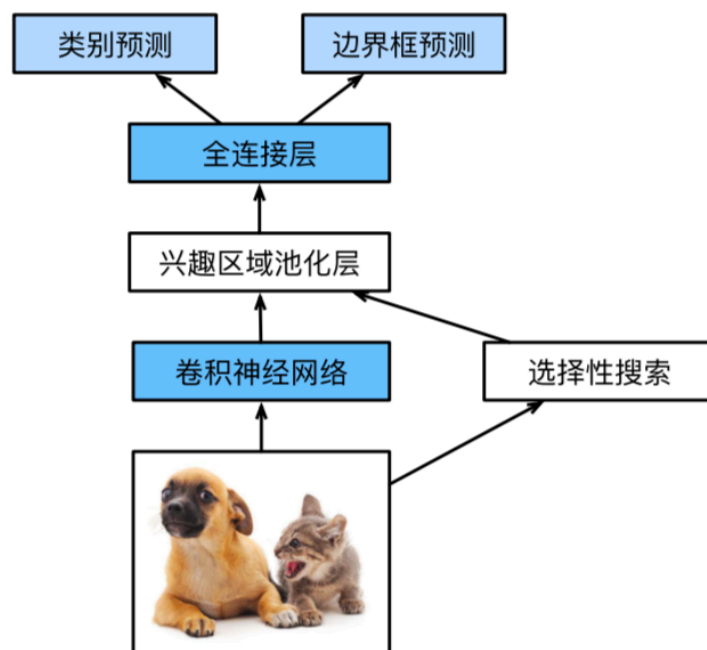 类别预测
边界框预测
全连接层
兴趣区域池化层
卷积神经网络
选择性搜索